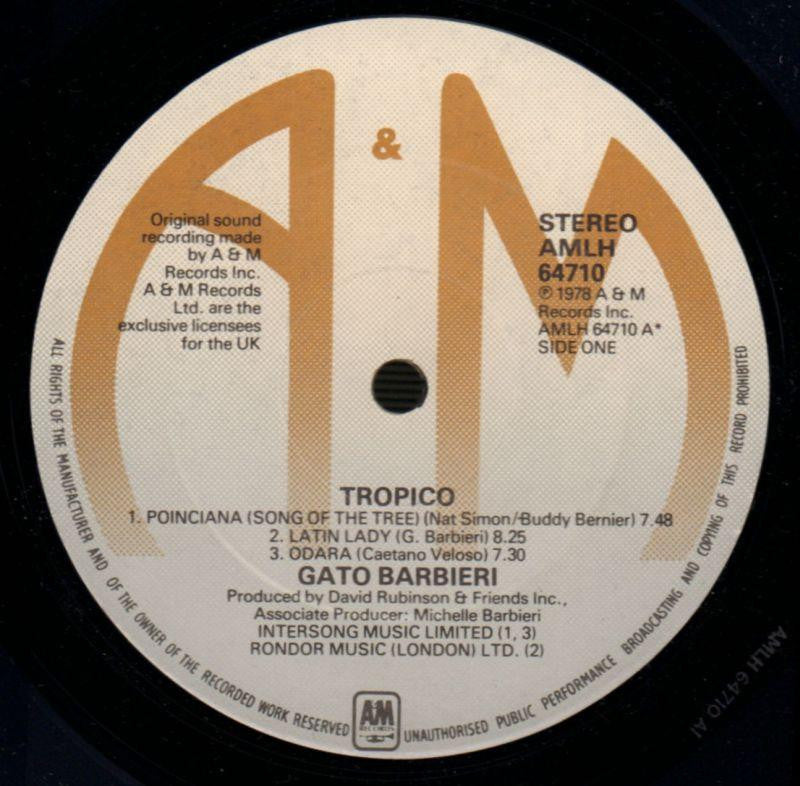 A & M
Original sound
recording made
by A & M
Records Inc.
A & M Records
Ltd. are the
exclusive licensees
for the UK
STEREO
AMLH
64710
℗ 1978 A & M
Records Inc.
AMLH 64710 A*
SIDE ONE
TROPICO
1. POINCIANA (SONG OF THE TREE) (Nat Simon/Buddy Bernier) 7.48
2. LATIN LADY (G. Barbieri) 8.25
3. ODARA (Caetano Veloso) 7.30
GATO BARBIERI
Produced by David Rubinson & Friends Inc.,
Associate Producer: Michelle Barbieri
INTERSONG MUSIC LIMITED (1, 3)
RONDOR MUSIC (LONDON) LTD. (2)
ALL RIGHTS OF THE MANUFACTURER AND OF THE OWNER OF THE RECORDED WORK RESERVED
A&M
RECORDS
UNAUTHORISED PUBLIC PERFORMANCE BROADCASTING AND COPYING OF THIS RECORD PROHIBITED
AMLH 64710 A1